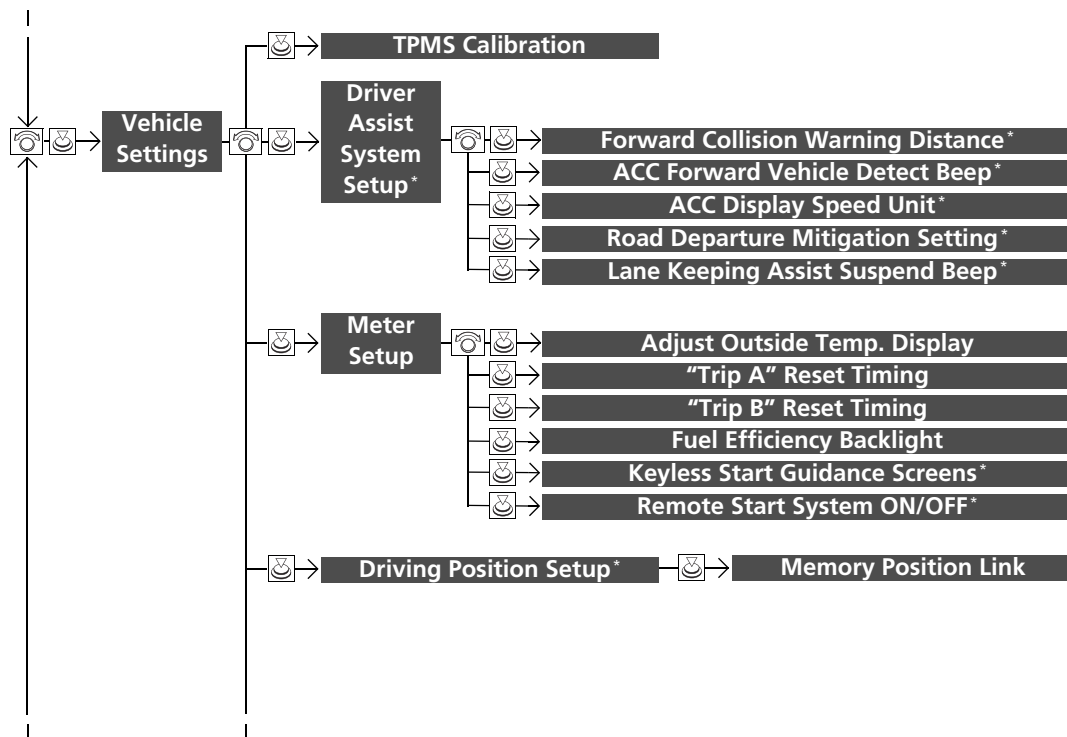 TPMS Calibration
Vehicle
Settings
Driver
Assist
System
Setup*
Forward Collision Warning Distance*
ACC Forward Vehicle Detect Beep*
ACC Display Speed Unit*
Road Departure Mitigation Setting*
Lane Keeping Assist Suspend Beep*
Meter
Setup
Adjust Outside Temp. Display
“Trip A” Reset Timing
“Trip B” Reset Timing
Fuel Efficiency Backlight
Keyless Start Guidance Screens*
Remote Start System ON/OFF*
Driving Position Setup*
Memory Position Link